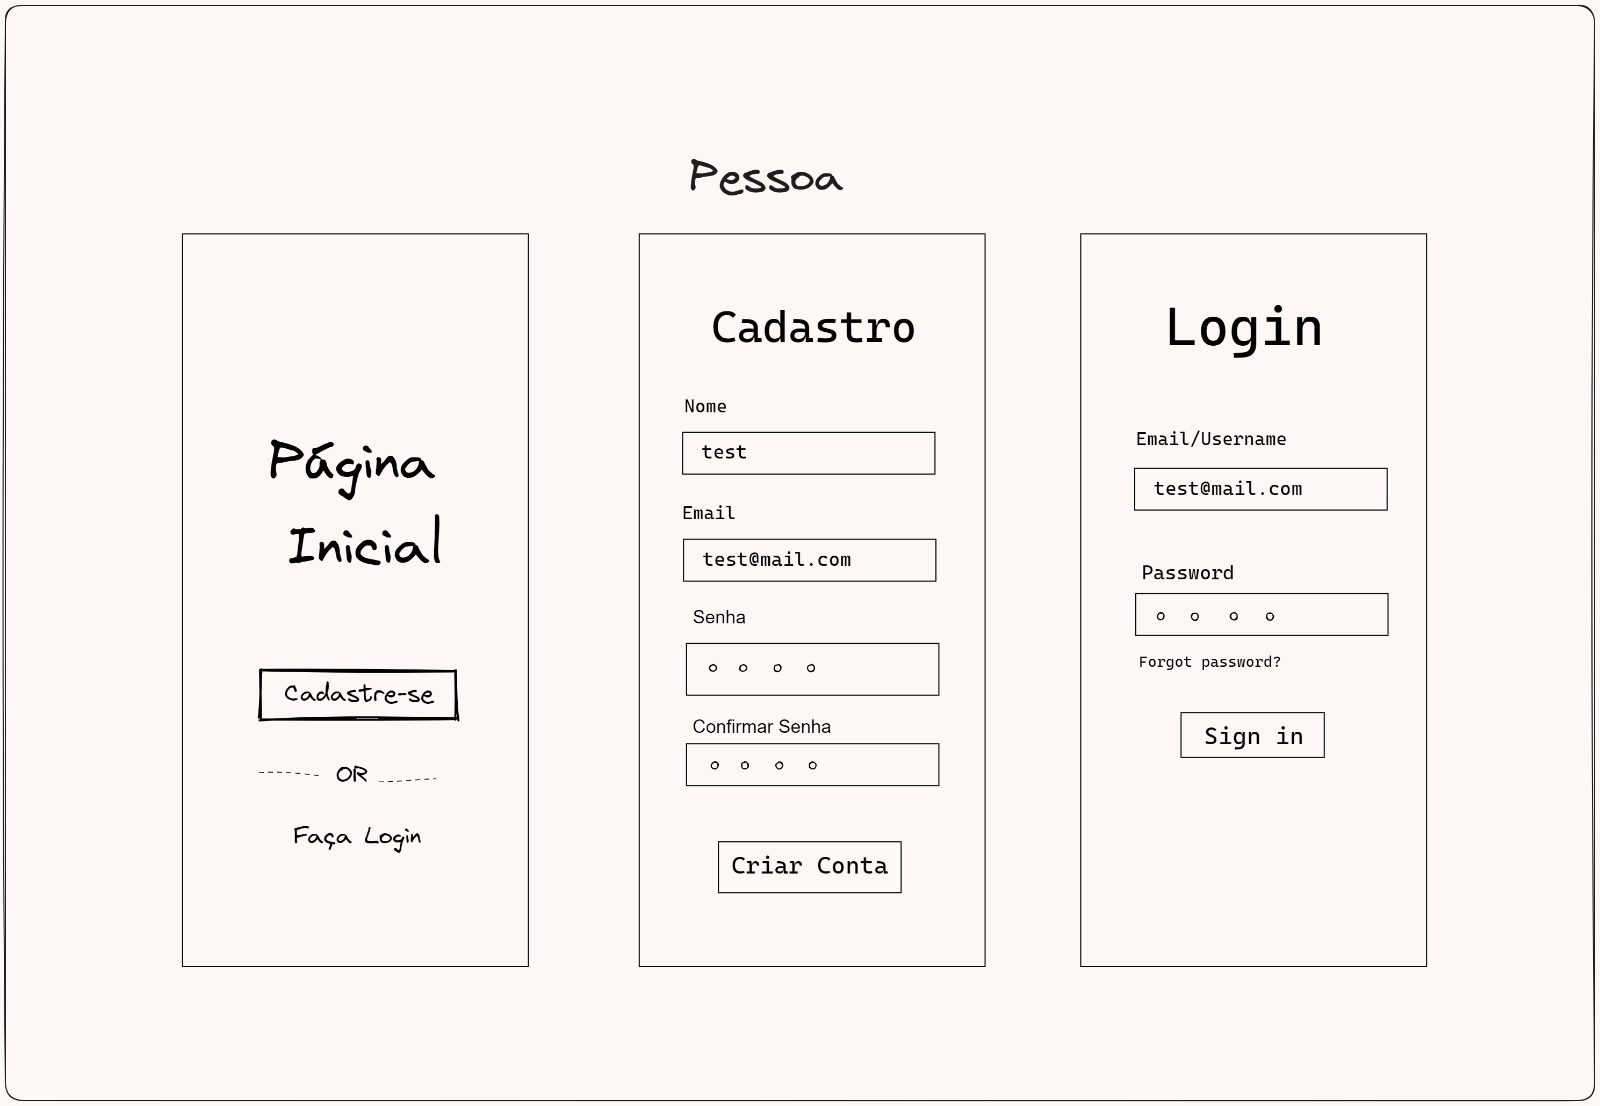 Pessoa
Página
Inicial
Cadastre-se
OR
Faça Login
Cadastro
Nome
test
Email
test@mail.com
Senha
Confirmar Senha
Criar Conta
Login
Email/Username
test@mail.com
Password
Forgot password?
Sign in